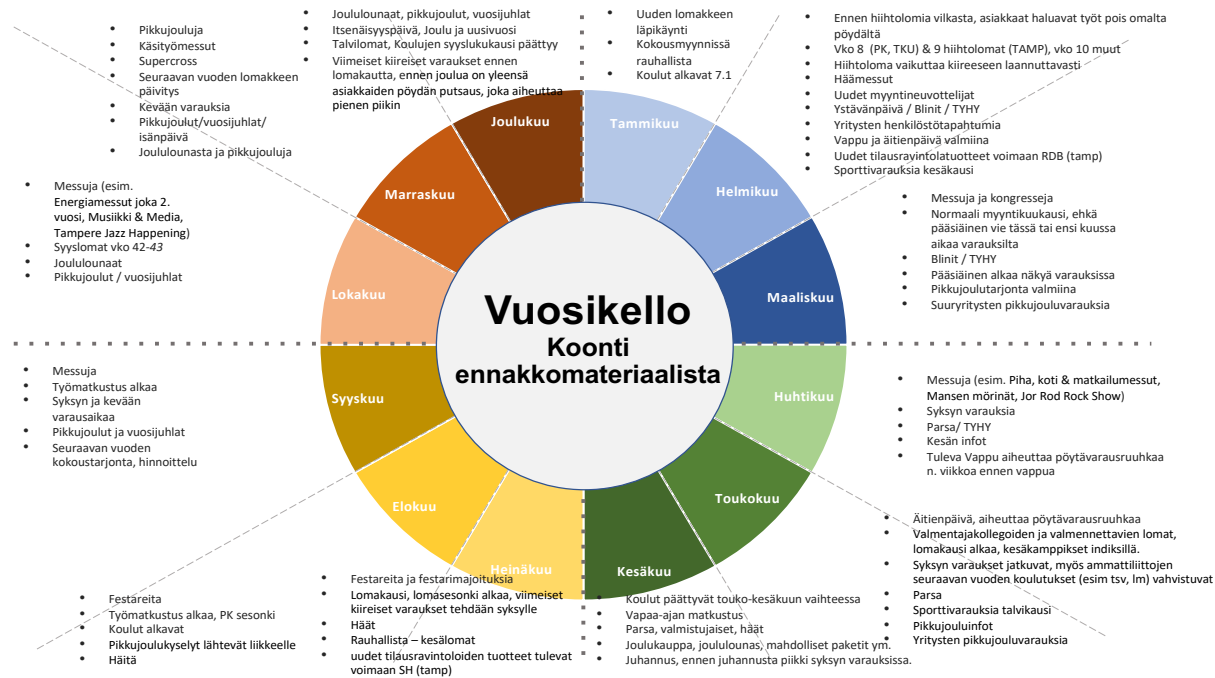 Vuosikello
Koonti
ennakkomateriaalista
Tammikuu
• Uuden lomakkeen
läpikäynti
• Kokousmyynnissä
rauhallista
• Koulut alkavat 7.1
Helmikuu
• Ennen hiihtolomia vilkasta, asiakkaat haluavat työt pois omalta
pöydältä
• Vko 8 (PK, TKU) & 9 hiihtolomat (TAMP), vko 10 muut
• Hiihtoloma vaikuttaa kiireeseen laannuttavasti
• Häämessut
• Uudet myyntineuvottelijat
• Ystävänpäivä / Blinit / TYHY
• Yritysten henkilöstötapahtumia
• Vappu ja äitienpäivä valmiina
• Uudet tilausravintolatuotteet voimaan RDB (tamp)
• Sporttivarauksia kesäkausi
Maaliskuu
• Messuja ja kongresseja
• Normaali myyntikuukausi, ehkä
pääsiäinen vie tässä tai ensi kuussa
aikaa varauksilta
• Blinit / TYHY
• Pääsiäinen alkaa näkyä varauksissa
• Pikkujoulutarjonta valmiina
• Suuryritysten pikkujouluvarauksia
Huhtikuu
• Messuja (esim. Piha, koti & matkailumessut,
Mansen mörinät, Jor Rod Rock Show)
• Syksyn varauksia
• Parsa/ TYHY
• Kesän infot
• Tuleva Vappu aiheuttaa pöytävarausruuhkaa
n. viikkoa ennen vappua
Toukokuu
• Äitienpäivä, aiheuttaa pöytävarausruuhkaa
• Valmentajakollegoiden ja valmennettavien lomat,
lomakausi alkaa, kesäkamppikset indiksillä.
• Syksyn varaukset jatkuvat, myös ammattiliittojen
seuraavan vuoden koulutukset (esim tsv, lm) vahvistuvat
• Parsa
• Sporttivarauksia talvikausi
• Pikkujouluinfot
• Yritysten pikkujouluvarauksia
Kesäkuu
• Koulut päättyvät touko-kesäkuun vaihteessa
• Vapaa-ajan matkustus
• Parsa, valmistujaiset, häät
• Joulukauppa, joululounas, mahdolliset paketit ym.
• Juhannus, ennen juhannusta piikki syksyn varauksissa.
Heinäkuu
• Festareita ja festarimajoituksia
• Lomakausi, lomasesonki alkaa, viimeiset
kiireiset varaukset tehdään syksylle
• Häät
• Rauhallista – kesälomat
• uudet tilausravintoloiden tuotteet tulevat
voimaan SH (tamp)
Elokuu
• Festareita
• Työmatkustus alkaa, PK sesonki
• Koulut alkavat
• Pikkujoulukyselyt lähtevät liikkeelle
• Häitä
Syyskuu
• Messuja
• Työmatkustus alkaa
• Syksyn ja kevään
varausaikaa
• Pikkujoulut ja vuosijuhlat
• Seuraavan vuoden
kokoustarjonta, hinnoittelu
Lokakuu
• Messuja (esim.
Energiamessut joka 2.
vuosi, Musiikki & Media,
Tampere Jazz Happening)
• Syyslomat vko 42-43
• Joululounaat
• Pikkujoulut / vuosijuhlat
Marraskuu
• Pikkujouluja
• Käsityömessut
• Supercross
• Seuraavan vuoden lomakkeen
päivitys
• Kevään varauksia
• Pikkujoulut/vuosijuhlat/
isänpäivä
• Joululounasta ja pikkujouluja
Joulukuu
• Joululounaat, pikkujoulut, vuosijuhlat
• Itsenäisyyspäivä, Joulu ja uusivuosi
• Talvilomat, Koulujen syyslukukausi päättyy
• Viimeiset kiireiset varaukset ennen
lomakautta, ennen joulua on yleensä
asiakkaiden pöydän putsaus, joka aiheuttaa
pienen piikin